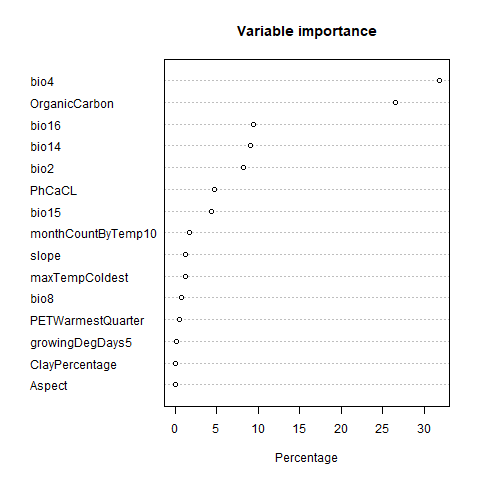 Variable importance
bio4
OrganicCarbon
bio16
bio14
bio2
PhCaCL
bio15
monthCountByTemp10
slope
maxTempColdest
bio8
PETWarmestQuarter
growingDegDays5
ClayPercentage
Aspect
0 5 10 15 20 25 30
Percentage